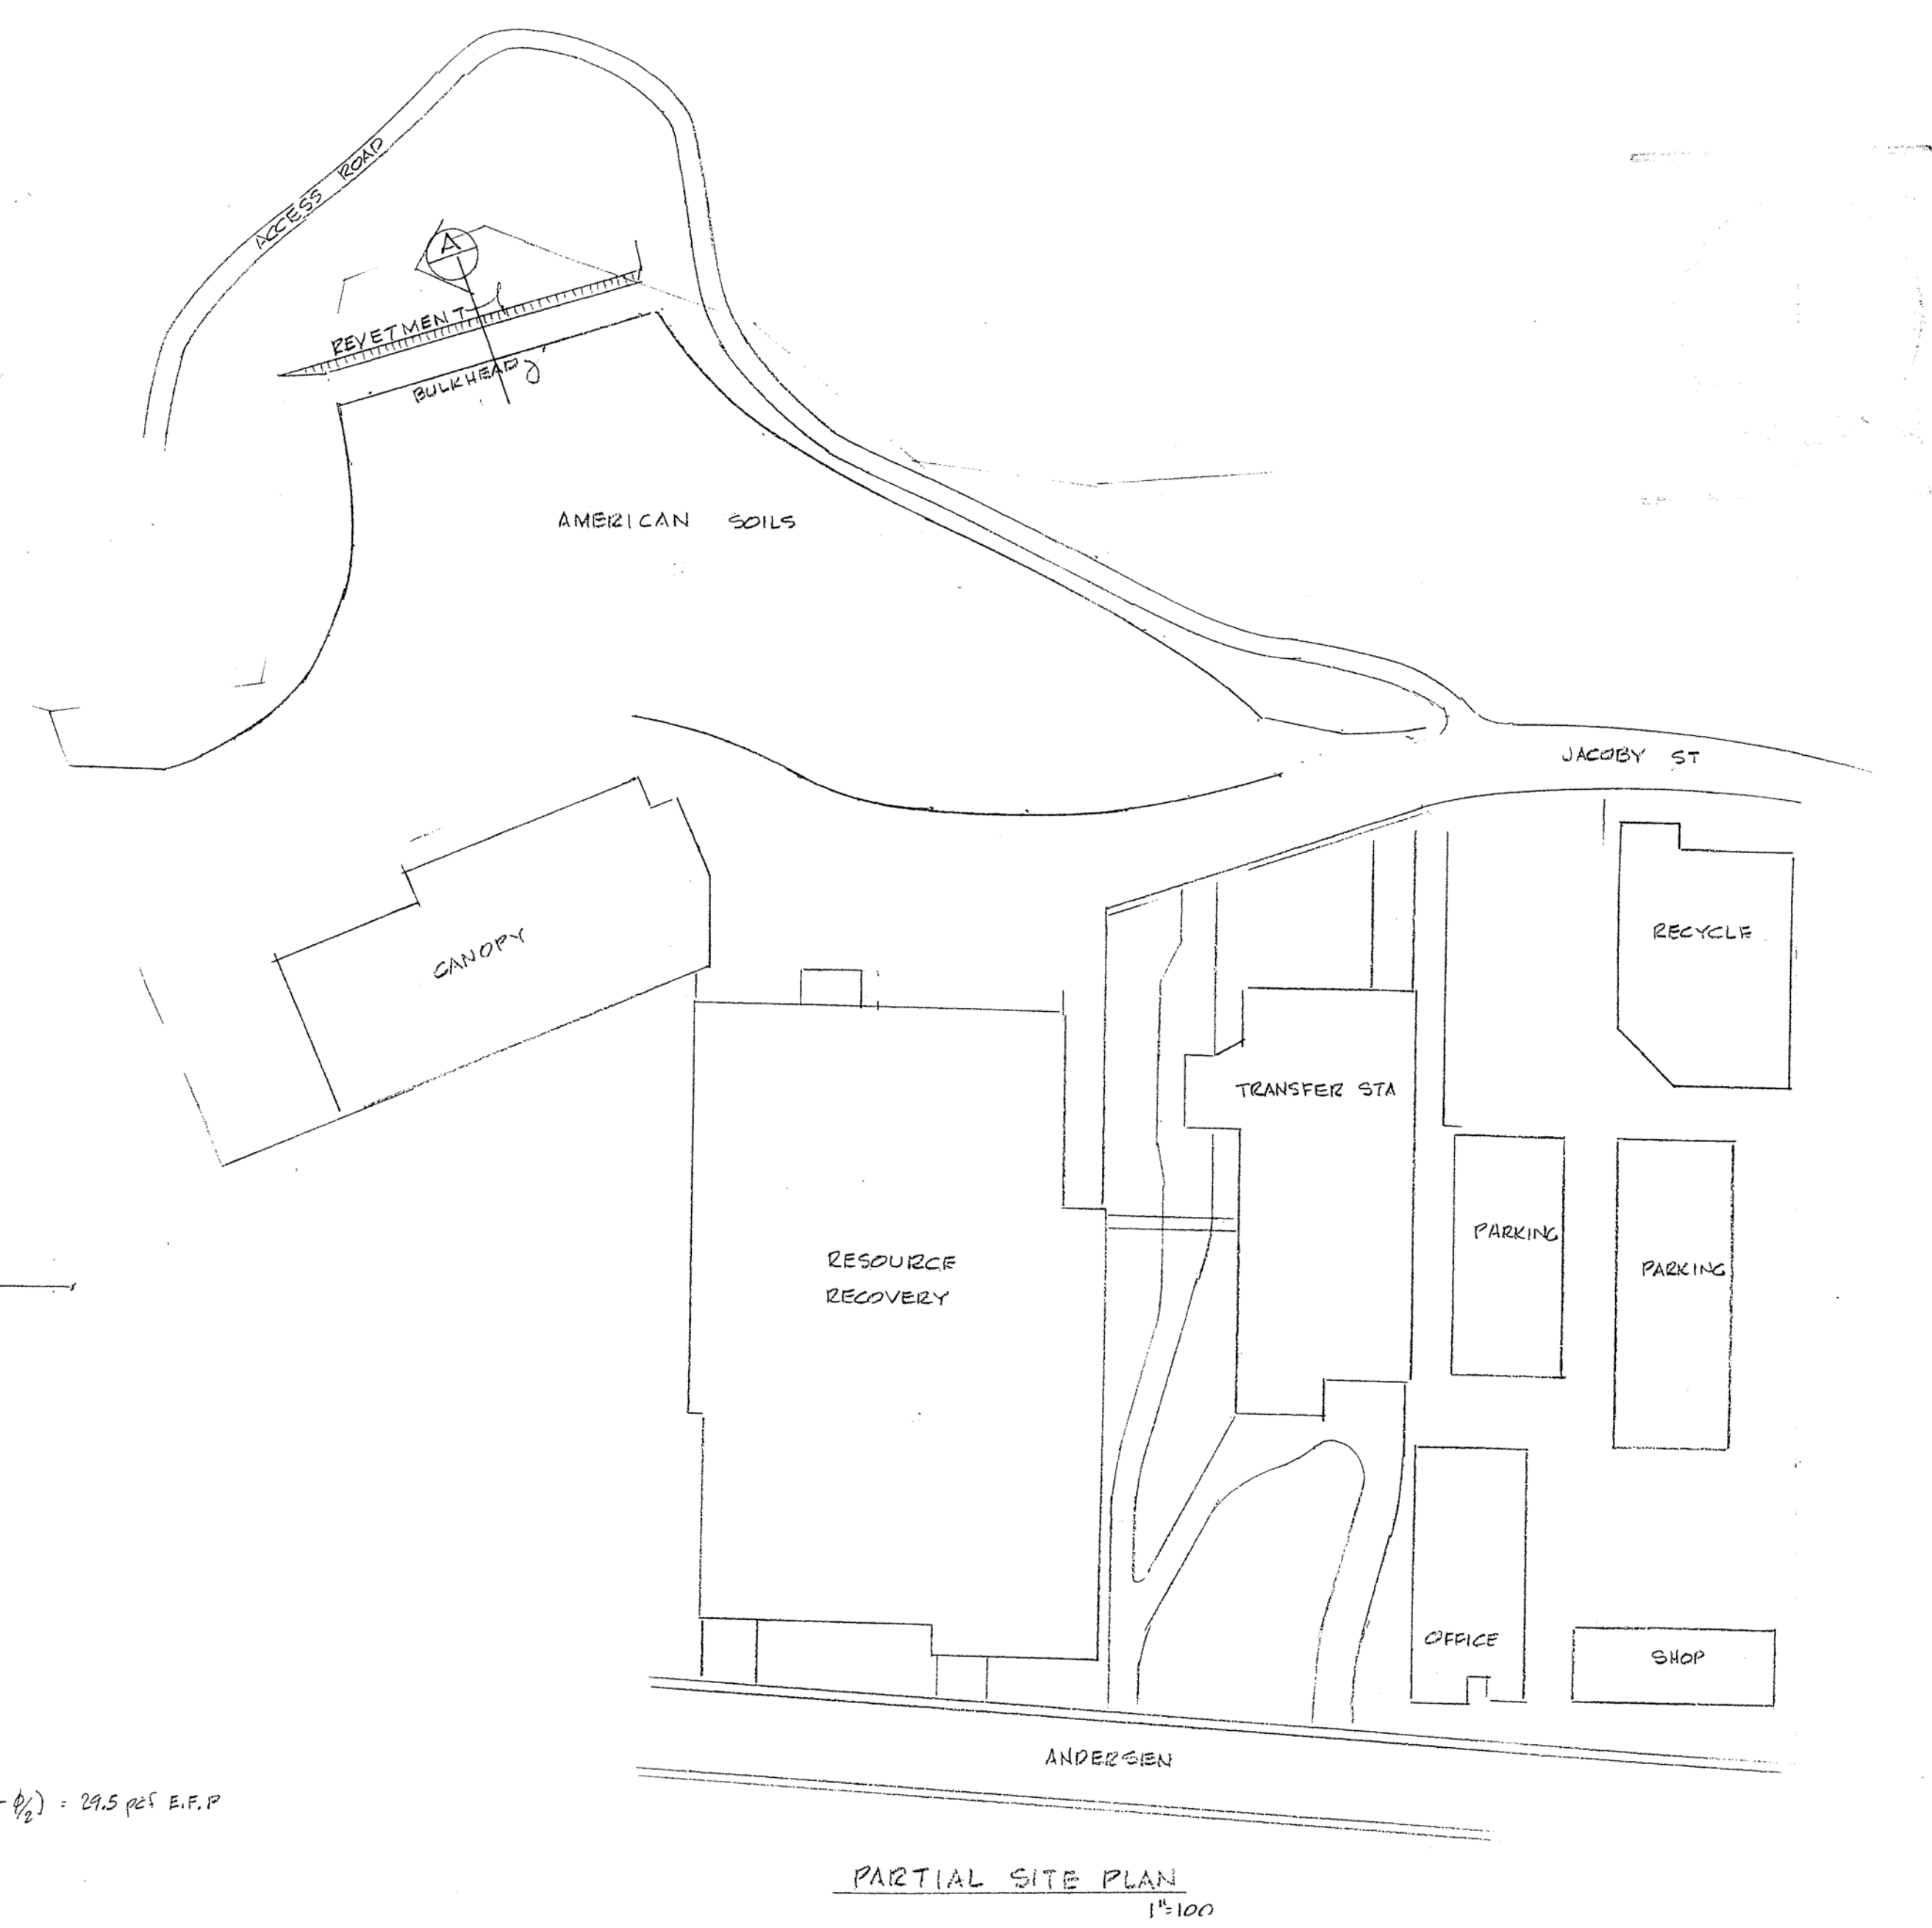 ACCESS ROAD
A
REVETMENT
BULKHEAD
AMERICAN SOILS
JACOBY ST
CANOPY
RECYCLE
TRANSFER STA
PARKING
PARKING
RESOURCE
RECOVERY
OFFICE
SHOP
ANDERSEN
- φ/2) = 29.5 pcf E.F.P
PARTIAL SITE PLAN
1"=100